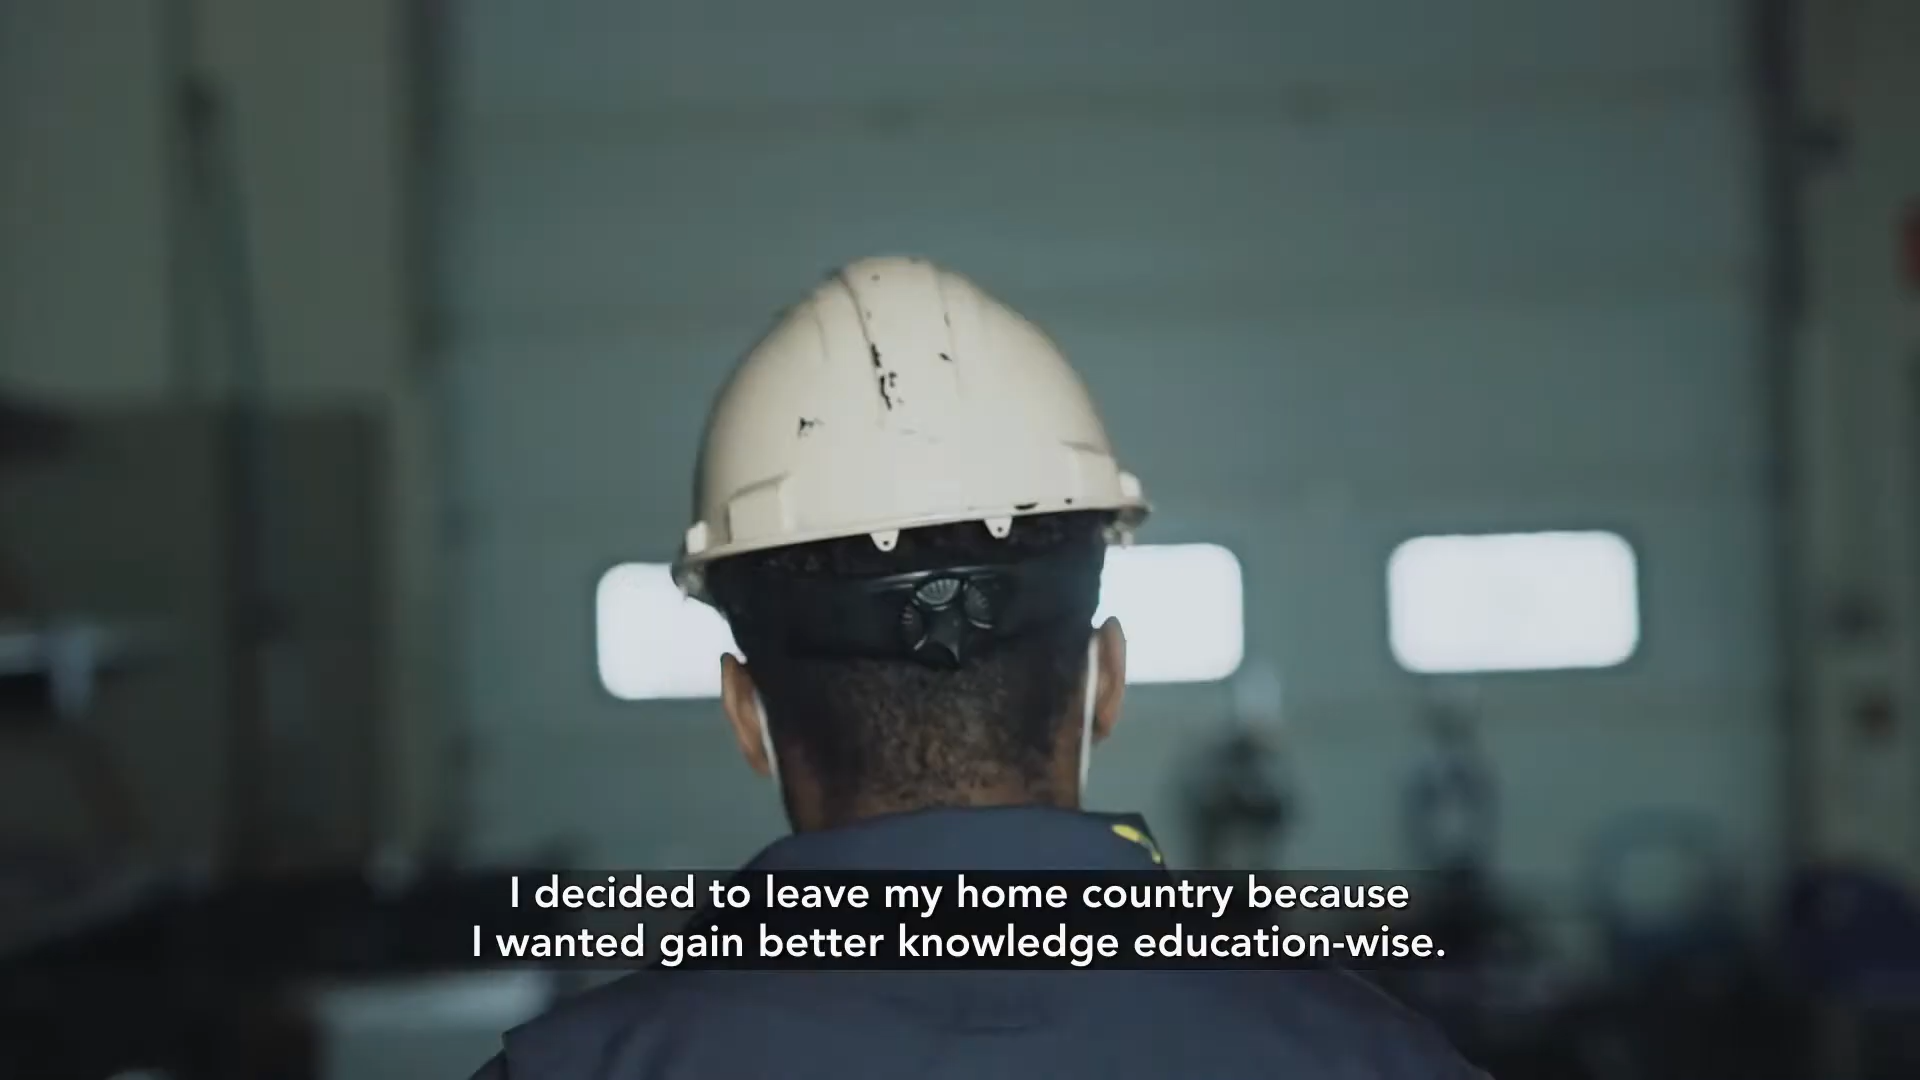 I decided to leave my home country because
I wanted gain better knowledge education-wise.